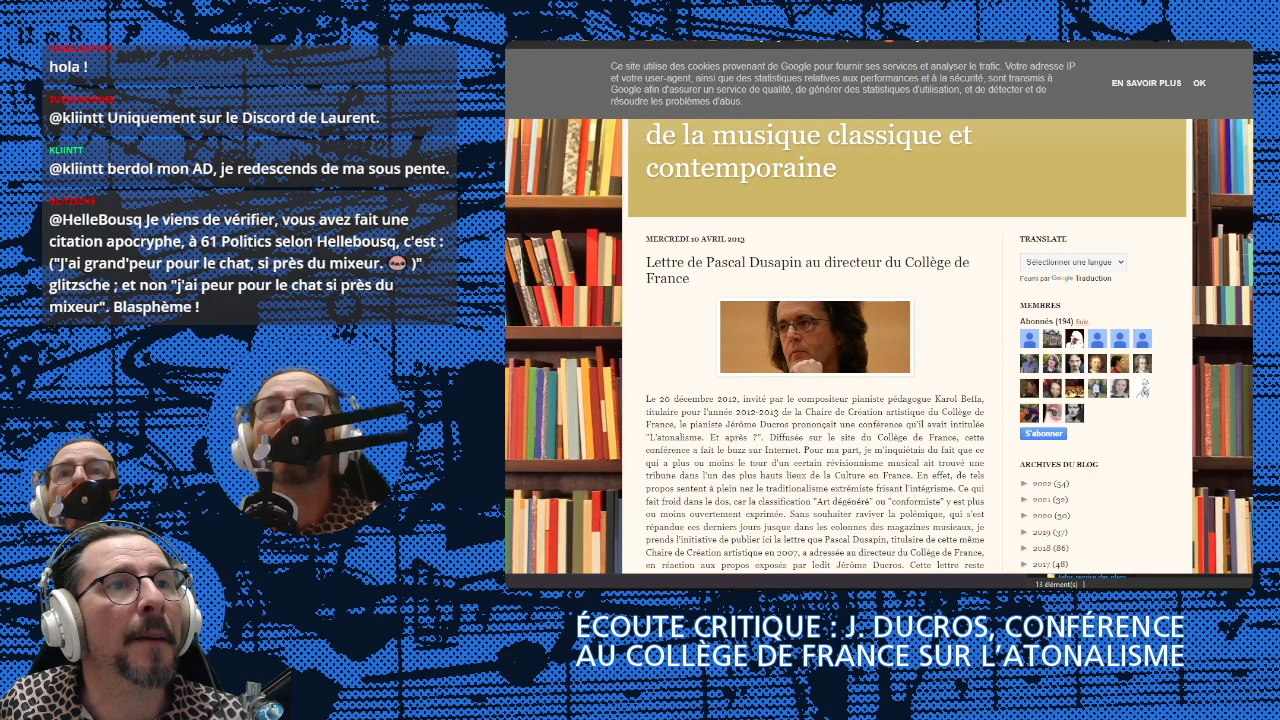 hola !
@kliintt Uniquement sur le Discord de Laurent.
KLIINTT
@kliintt berdol mon AD, je redescends de ma sous pente.
GLITZSCHE
@HelleBousq Je viens de vérifier, vous avez fait une
citation apocryphe, à 61 Politics selon Hellebousq, c'est :
("J'ai grand'peur pour le chat, si près du mixeur. )"
glitzsche ; et non "j'ai peur pour le chat si près du
mixeur". Blasphème !
Ce site utilise des cookies provenant de Google pour fournir ses services et analyser le trafic. Votre adresse IP
et votre user-agent, ainsi que des statistiques relatives aux performances et à la sécurité, sont transmis à
Google afin d'assurer un service de qualité, de générer des statistiques d'utilisation, et de détecter et de
résoudre les problèmes d'abus.
EN SAVOIR PLUS OK
de la musique classique et
contemporaine
MERCREDI 10 AVRIL 2013
Lettre de Pascal Dusapin au directeur du Collège de
France
Le 20 décembre 2012, invité par le compositeur pianiste pédagogue Karol Beffa,
titulaire pour l'année 2012-2013 de la Chaire de Création artistique du Collège de
France, le pianiste Jérôme Ducros prononçait une conférence qu'il avait intitulée
"L'atonalisme. Et après ?". Diffusée sur le site du Collège de France, cette
conférence a fait le buzz sur Internet. Pour ma part, je m'inquiétais du fait que ce
qui a plus ou moins le tour d'un certain révisionnisme musical ait trouvé une
tribune dans l'un des plus hauts lieux de la Culture en France. En effet, de tels
propos sentent à plein nez le traditionalisme extrémiste frisant l'intégrisme. Ce qui
fait froid dans le dos, car la classification "Art dégénéré" ou "conformiste" y est plus
ou moins ouvertement exprimée. Sans souhaiter raviver la polémique, qui s'est
répandue ces derniers jours jusque dans les colonnes des magazines musicaux, je
prends l'initiative de publier ici la lettre que Pascal Dusapin, titulaire de cette même
Chaire de Création artistique en 2007, a adressée au directeur du Collège de France,
en réaction aux propos exposés par ledit Jérôme Ducros. Cette lettre reste
TRANSLATE
Sélectionner une langue
Fourni par Google Traduction
MEMBRES
Abonnés (194) Suiv.
S'abonner
ARCHIVES DU BLOG
► 2022 (54)
► 2021 (32)
► 2020 (30)
► 2019 (37)
► 2018 (86)
► 2017 (48)
13 élément(s)
ÉCOUTE CRITIQUE : J. DUCROS, CONFÉRENCE
AU COLLÈGE DE FRANCE SUR L'ATONALISME